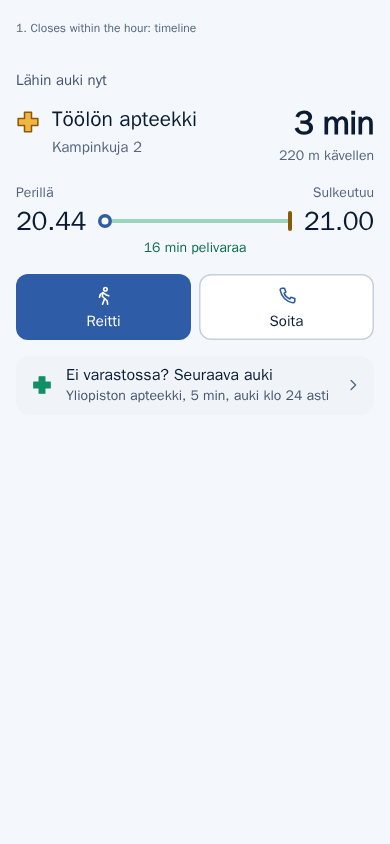 1. Closes within the hour: timeline
Lähin auki nyt
Töölön apteekki
3 min
Kampinkuja 2
220 m kävellen
Perillä
Sulkeutuu
20.44
21.00
16 min pelivaraa
Reitti
Soita
Ei varastossa? Seuraava auki
Yliopiston apteekki, 5 min, auki klo 24 asti